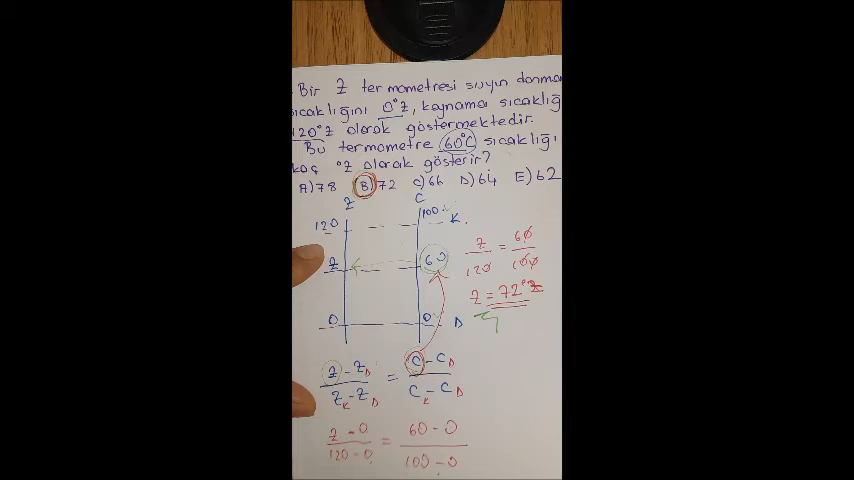 Bir Z termometresi suyun donma
sıcaklığını 0°Z, kaynama sıcaklığ
120°Z olarak göstermektedir.
Bu termometre 60°C sıcaklığı
kaç °Z olarak gösterir?
A) 78 B) 72 C) 66 D) 64 E) 62
Z C
120 100 K
Z 60
0 0 D
Z/120 = 60/100
Z = 72°Z
Z - Z_D / Z_K - Z_D = C - C_D / C_K - C_D
Z - 0 / 120 - 0 = 60 - 0 / 100 - 0